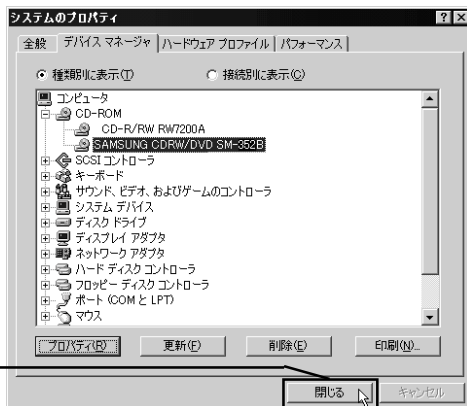 システムのプロパティ
全般 デバイス マネージャ ハードウェア プロファイル パフォーマンス
種類別に表示(T) 接続別に表示(C)
コンピュータ
CD-ROM
CD-R/RW RW7200A
SAMSUNG CDRW/DVD SM-352B
SCSI コントローラ
キーボード
サウンド、ビデオ、およびゲームのコントローラ
システム デバイス
ディスク ドライブ
ディスプレイ アダプタ
ネットワーク アダプタ
ハード ディスク コントローラ
フロッピー ディスク コントローラ
ポート (COM と LPT)
マウス
プロパティ(R) 更新(F) 削除(E) 印刷(N)...
閉じる キャンセル